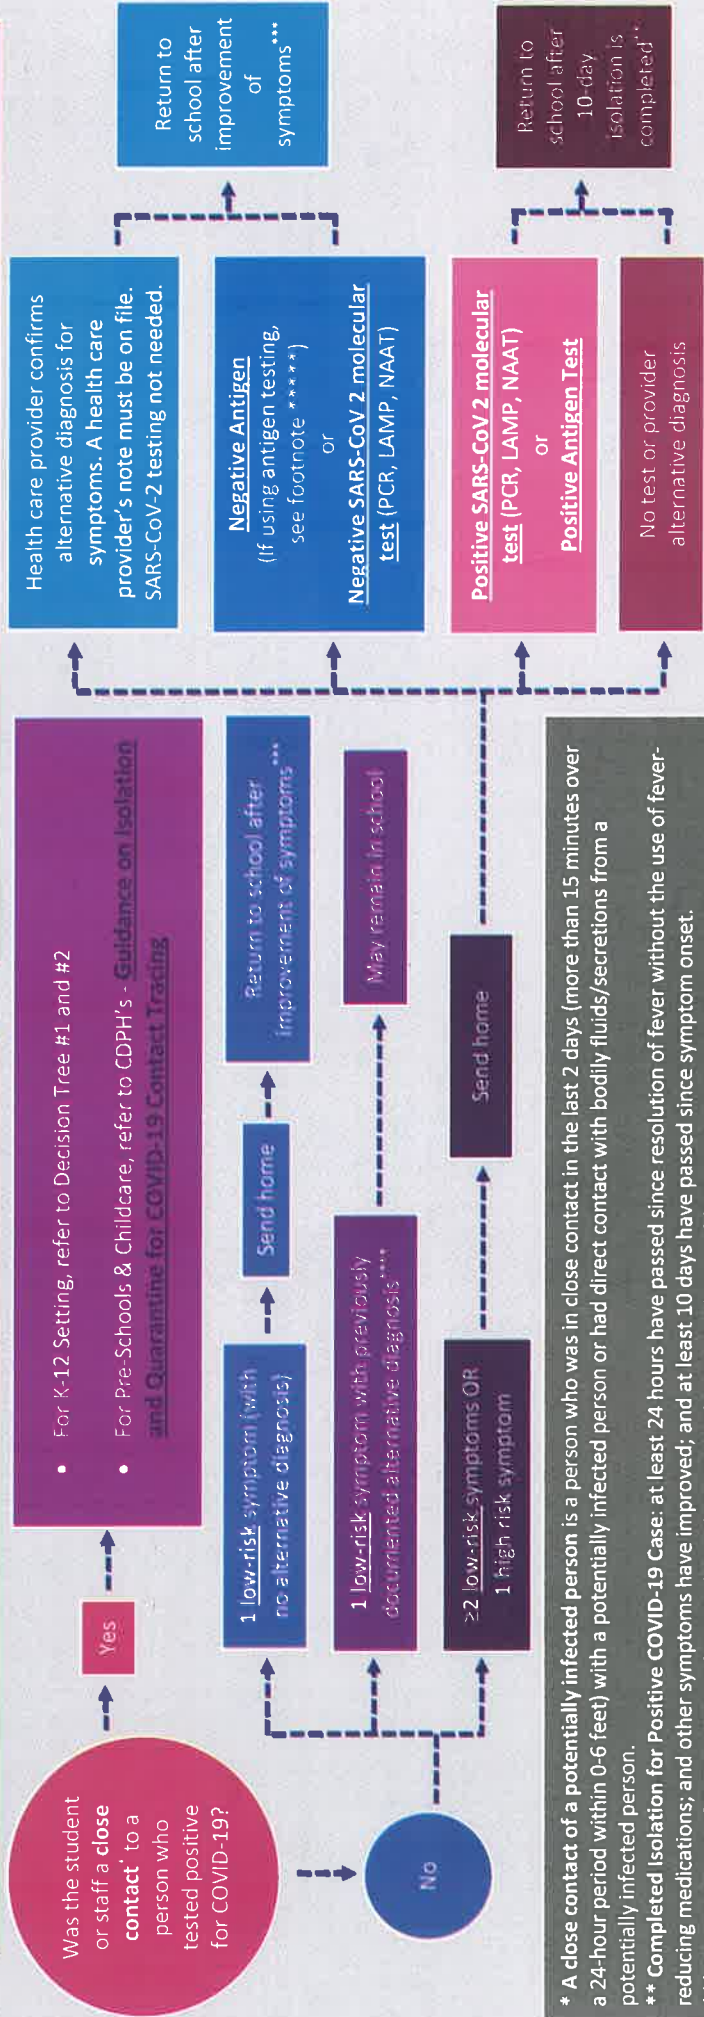 Was the student
or staff a close
contact* to a
person who
tested positive
for COVID-19?
Yes
• For K-12 Setting, refer to Decision Tree #1 and #2
• For Pre-Schools & Childcare, refer to CDPH's - Guidance on Isolation
and Quarantine for COVID-19 Contact Tracing
No
1 low-risk symptom (with
no alternative diagnosis)
Send home
Return to school after
improvement of symptoms***
1 low-risk symptom with previously
documented alternative diagnosis****
May remain in school
≥2 low-risk symptoms OR
1 high risk symptom
Send home
Health care provider confirms
alternative diagnosis for
symptoms. A health care
provider's note must be on file.
SARS-CoV-2 testing not needed.
Negative Antigen
(If using antigen testing,
see footnote *****)
or
Negative SARS-CoV 2 molecular
test (PCR, LAMP, NAAT)
Return to
school after
improvement
of
symptoms***
Positive SARS-CoV 2 molecular
test (PCR, LAMP, NAAT)
or
Positive Antigen Test
No test or provider
alternative diagnosis
Return to
school after
10-day
isolation is
completed**
* A close contact of a potentially infected person is a person who was in close contact in the last 2 days (more than 15 minutes over
a 24-hour period within 0-6 feet) with a potentially infected person or had direct contact with bodily fluids/secretions from a
potentially infected person.
** Completed Isolation for Positive COVID-19 Case: at least 24 hours have passed since resolution of fever without the use of fever-
reducing medications; and other symptoms have improved; and at least 10 days have passed since symptom onset.